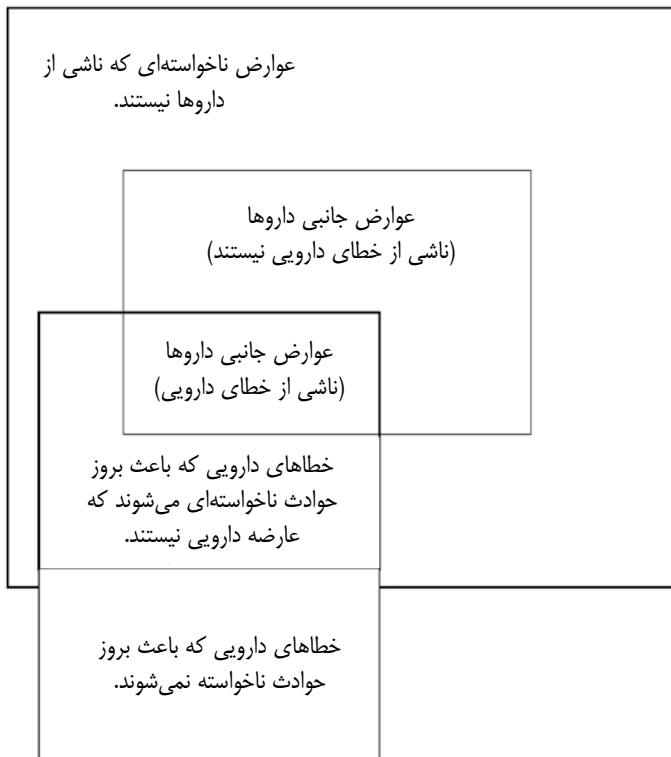 عوارض ناخواسته‌ای که ناشی از
داروها نیستند.
عوارض جانبی داروها
(ناشی از خطای دارویی نیستند)
عوارض جانبی داروها
(ناشی از خطای دارویی)
خطاهای دارویی که باعث بروز
حوادث ناخواسته‌ای می‌شوند که
عارضه دارویی نیستند.
خطاهای دارویی که باعث بروز
حوادث ناخواسته نمی‌شوند.